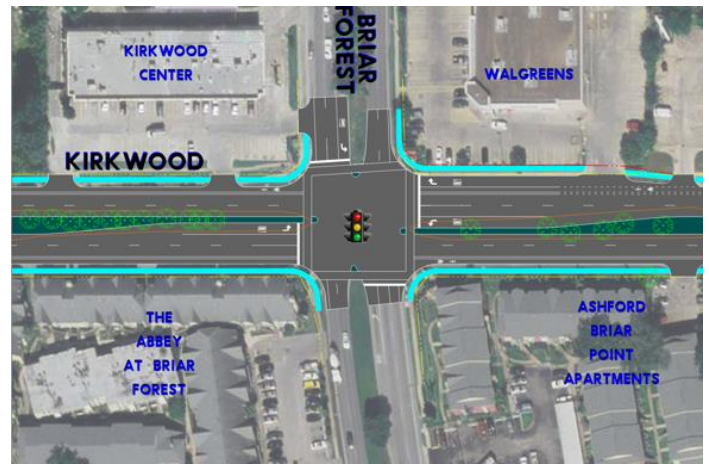 BRIAR
FOREST
KIRKWOOD
CENTER
WALGREENS
KIRKWOOD
THE
ABBEY
AT BRIAR
FOREST
ASHFORD
BRIAR
POINT
APARTMENTS